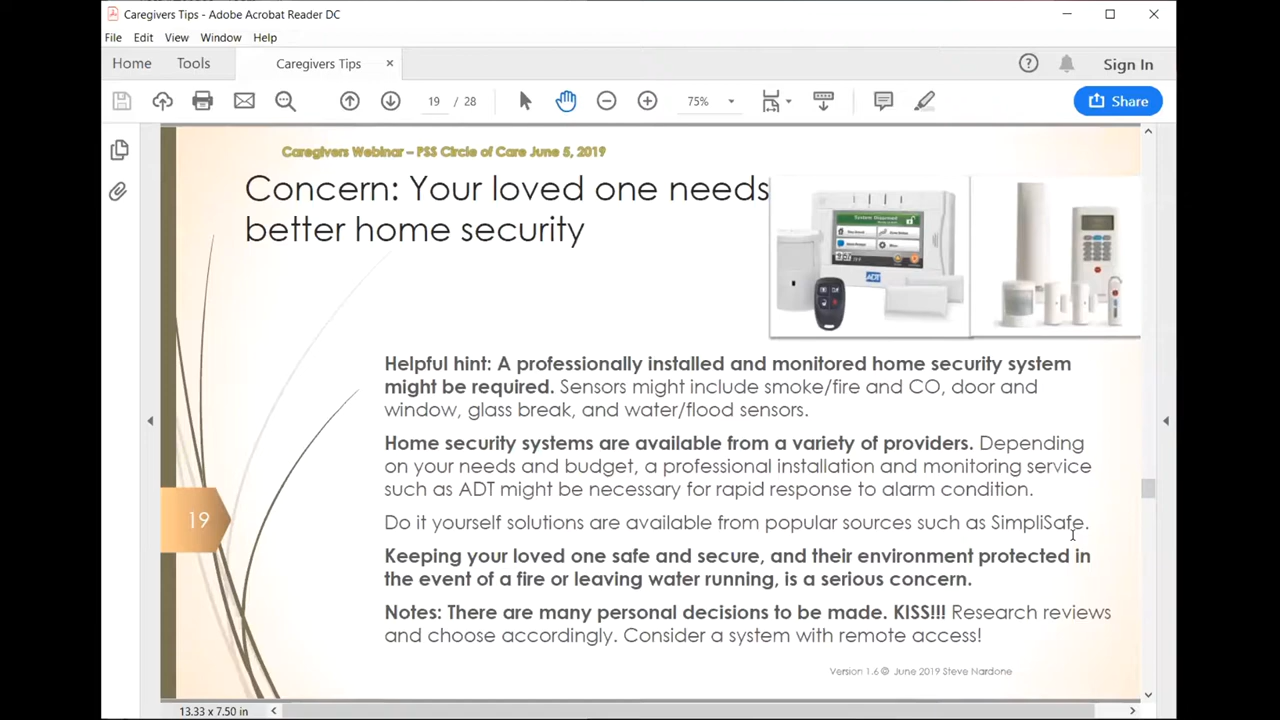 Caregivers Tips - Adobe Acrobat Reader DC
File Edit View Window Help
Home Tools Caregivers Tips × Sign In
19 / 28 75% Share
Caregivers Webinar – PSS Circle of Care June 5, 2019
Concern: Your loved one needs
better home security
System Disarmed
ADT
Helpful hint: A professionally installed and monitored home security system
might be required. Sensors might include smoke/fire and CO, door and
window, glass break, and water/flood sensors.
Home security systems are available from a variety of providers. Depending
on your needs and budget, a professional installation and monitoring service
such as ADT might be necessary for rapid response to alarm condition.
19
Do it yourself solutions are available from popular sources such as SimpliSafe.
Keeping your loved one safe and secure, and their environment protected in
the event of a fire or leaving water running, is a serious concern.
Notes: There are many personal decisions to be made. KISS!!! Research reviews
and choose accordingly. Consider a system with remote access!
Version 1.6 © June 2019 Steve Nardone
13.33 x 7.50 in